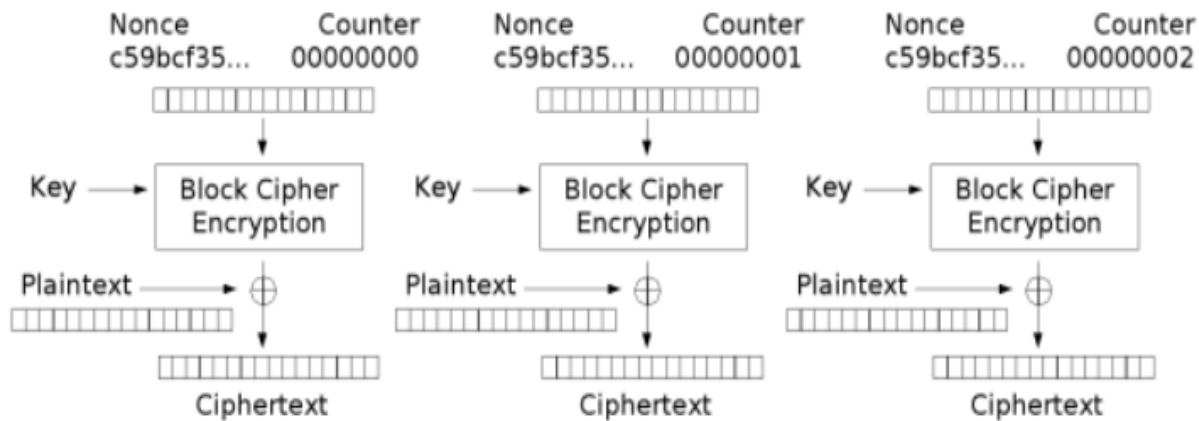 Nonce Counter Nonce Counter Nonce Counter
c59bcf35... 00000000 c59bcf35... 00000001 c59bcf35... 00000002
Key Block Cipher Encryption Key Block Cipher Encryption Key Block Cipher Encryption
Plaintext Plaintext Plaintext
Ciphertext Ciphertext Ciphertext